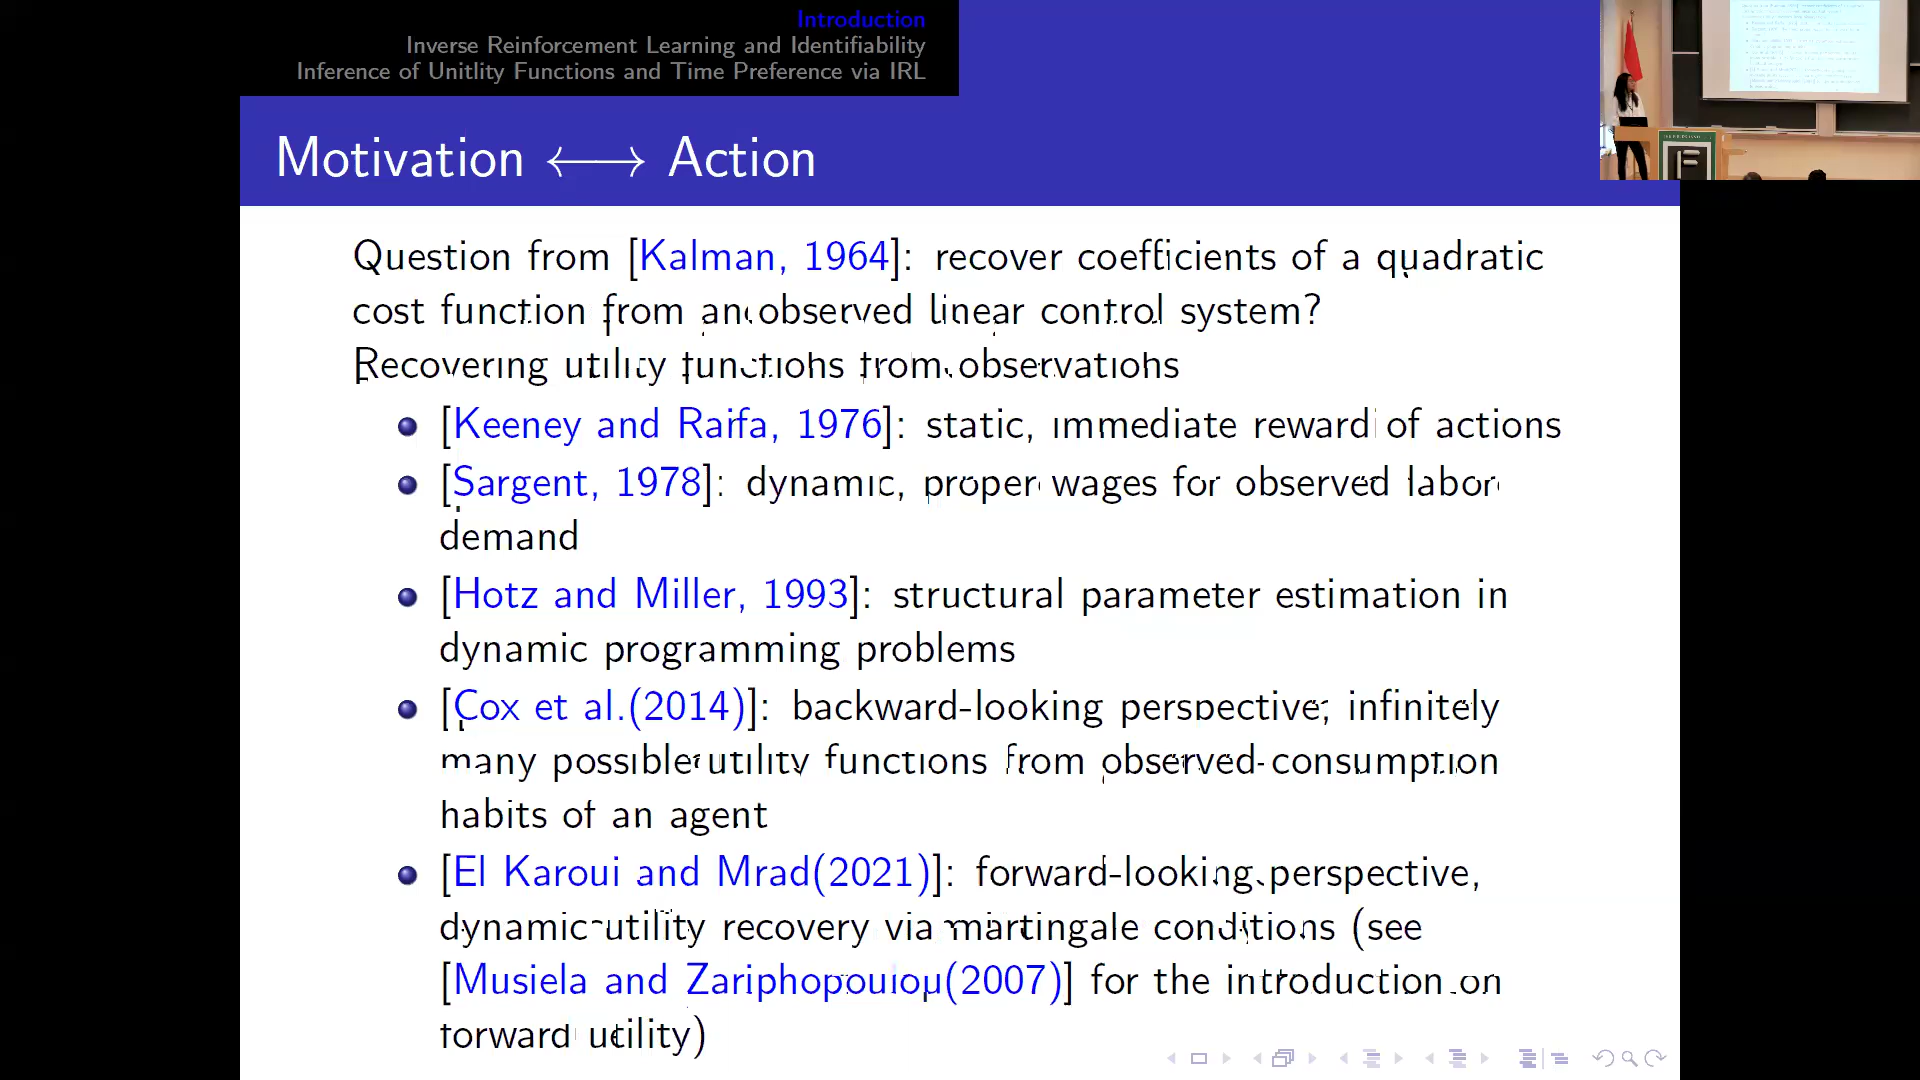 Introduction
Inverse Reinforcement Learning and Identifiability
Inference of Unitlity Functions and Time Preference via IRL
Motivation ⟷ Action
Question from [Kalman, 1964]: recover coefficients of a quadratic
cost function from an observed linear control system?
Recovering utility functions from observations
[Keeney and Raifa, 1976]: static, immediate reward of actions
[Sargent, 1978]: dynamic, proper wages for observed labor
demand
[Hotz and Miller, 1993]: structural parameter estimation in
dynamic programming problems
[Cox et al.(2014)]: backward-looking perspective, infinitely
many possible utility functions from observed consumption
habits of an agent
[El Karoui and Mrad(2021)]: forward-looking perspective,
dynamic utility recovery via martingale conditions (see
[Musiela and Zariphopoulou(2007)] for the introduction on
forward utility)